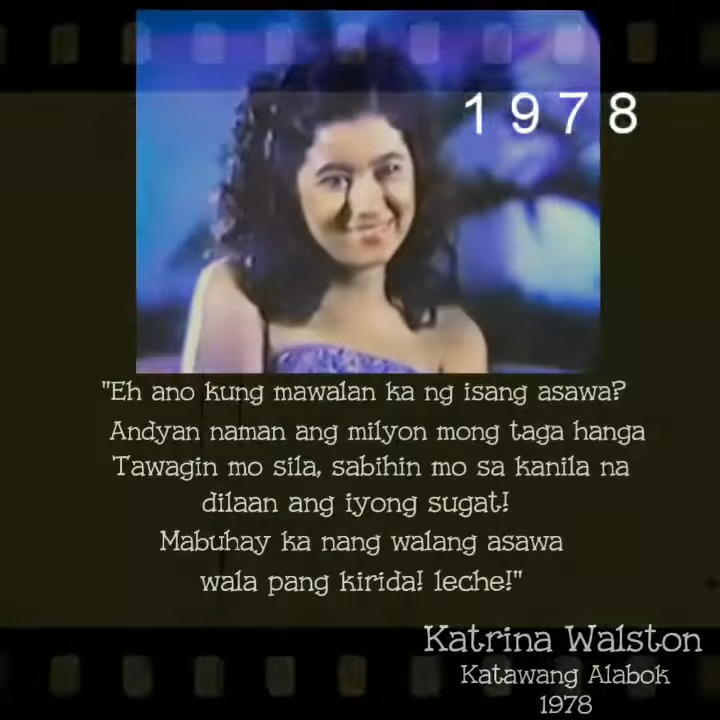 1978
"Eh ano kung mawalan ka ng isang asawa?
Andyan naman ang milyon mong taga hanga
Tawagin mo sila, sabihin mo sa kanila na
dilaan ang iyong sugat!
Mabuhay ka nang walang asawa
wala pang kirida! leche!"
Katrina Walston
Katawang Alabok
1978